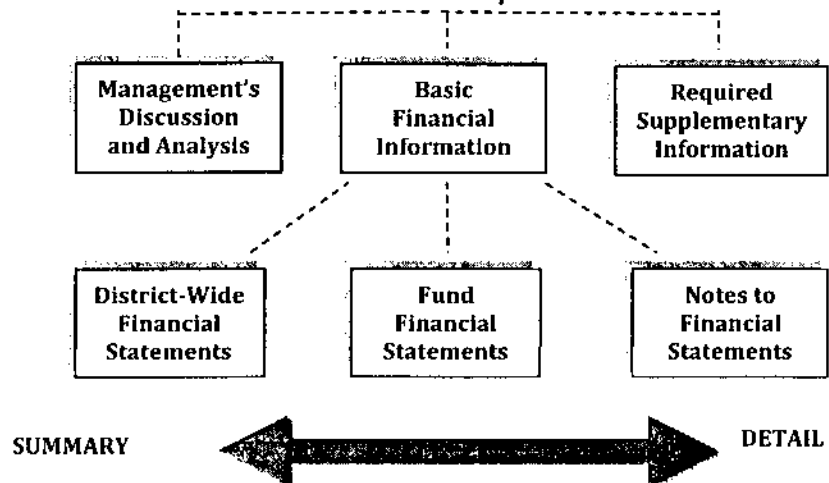 Management's
Discussion
and Analysis
Basic
Financial
Information
Required
Supplementary
Information
District-Wide
Financial
Statements
Fund
Financial
Statements
Notes to
Financial
Statements
SUMMARY
DETAIL